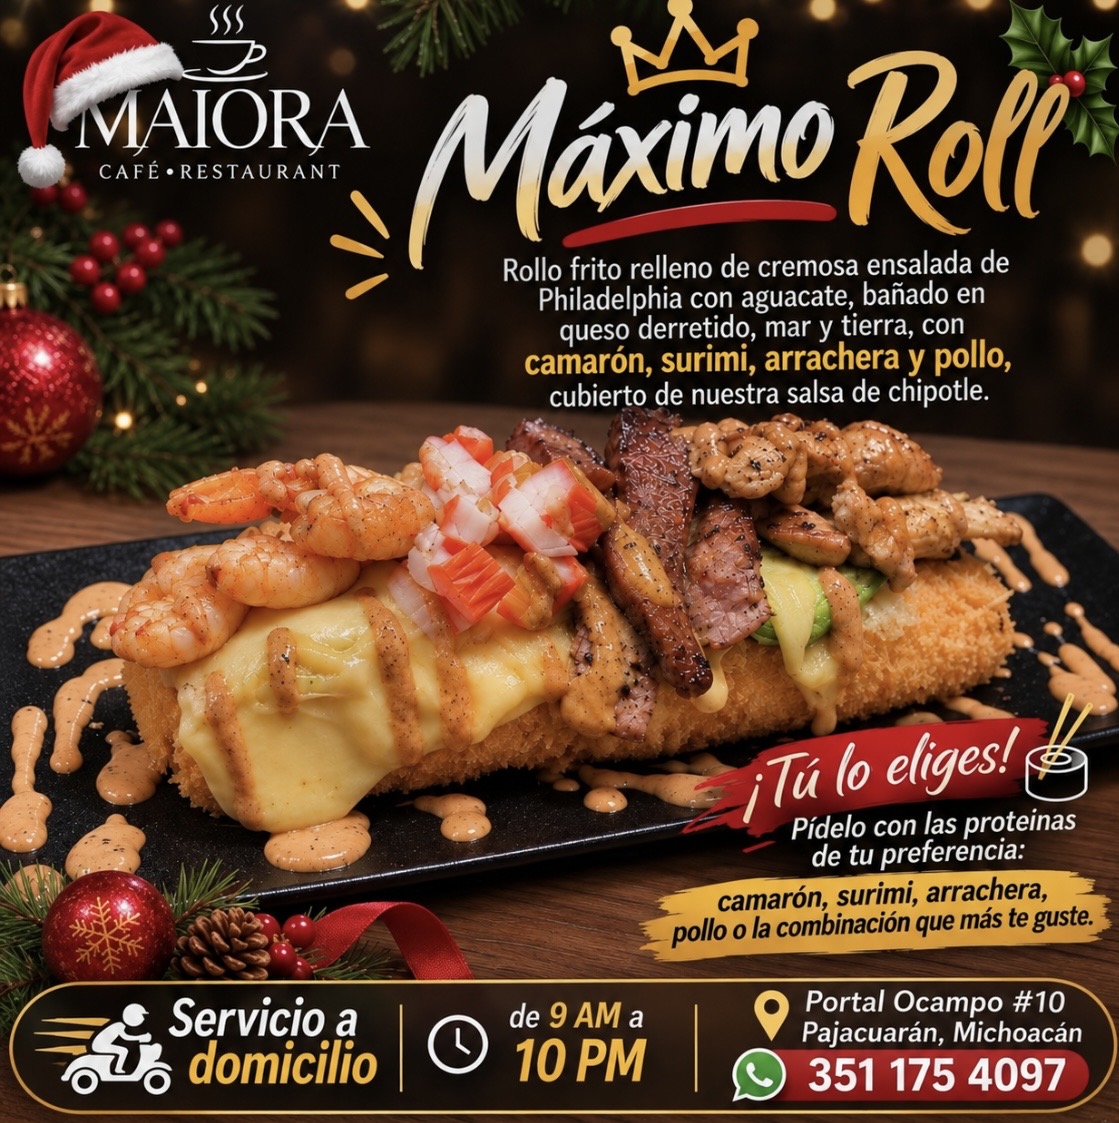 MAIORA
CAFÉ•RESTAURANT
Máximo Roll
Rollo frito relleno de cremosa ensalada de
Philadelphia con aguacate, bañado en
queso derretido, mar y tierra, con
camarón, surimi, arrachera y pollo,
cubierto de nuestra salsa de chipotle.
¡Tú lo eliges!
Pídelo con las proteinas
de tu preferencia:
camarón, surimi, arrachera,
pollo o la combinación que más te guste.
Servicio a
domicilio
de 9 AM a
10 PM
Portal Ocampo #10
Pajacuarán, Michoacán
351 175 4097